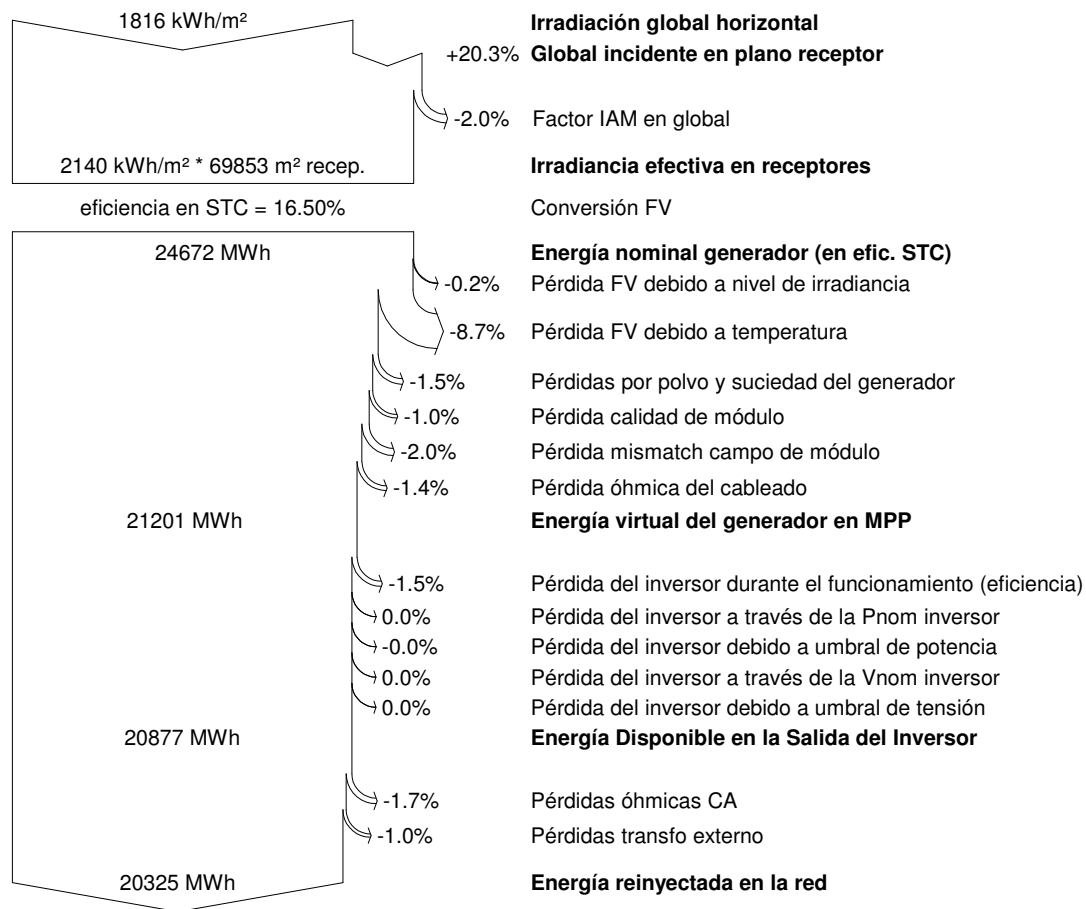 1816 kWh/m² Irradiación global horizontal
+20.3% Global incidente en plano receptor
-2.0% Factor IAM en global
2140 kWh/m² * 69853 m² recep. Irradiancia efectiva en receptores
eficiencia en STC = 16.50% Conversión FV
24672 MWh Energía nominal generador (en efic. STC)
-0.2% Pérdida FV debido a nivel de irradiancia
-8.7% Pérdida FV debido a temperatura
-1.5% Pérdidas por polvo y suciedad del generador
-1.0% Pérdida calidad de módulo
-2.0% Pérdida mismatch campo de módulo
-1.4% Pérdida óhmica del cableado
21201 MWh Energía virtual del generador en MPP
-1.5% Pérdida del inversor durante el funcionamiento (eficiencia)
0.0% Pérdida del inversor a través de la Pnom inversor
-0.0% Pérdida del inversor debido a umbral de potencia
0.0% Pérdida del inversor a través de la Vnom inversor
0.0% Pérdida del inversor debido a umbral de tensión
20877 MWh Energía Disponible en la Salida del Inversor
-1.7% Pérdidas óhmicas CA
-1.0% Pérdidas transfo externo
20325 MWh Energía reinyectada en la red